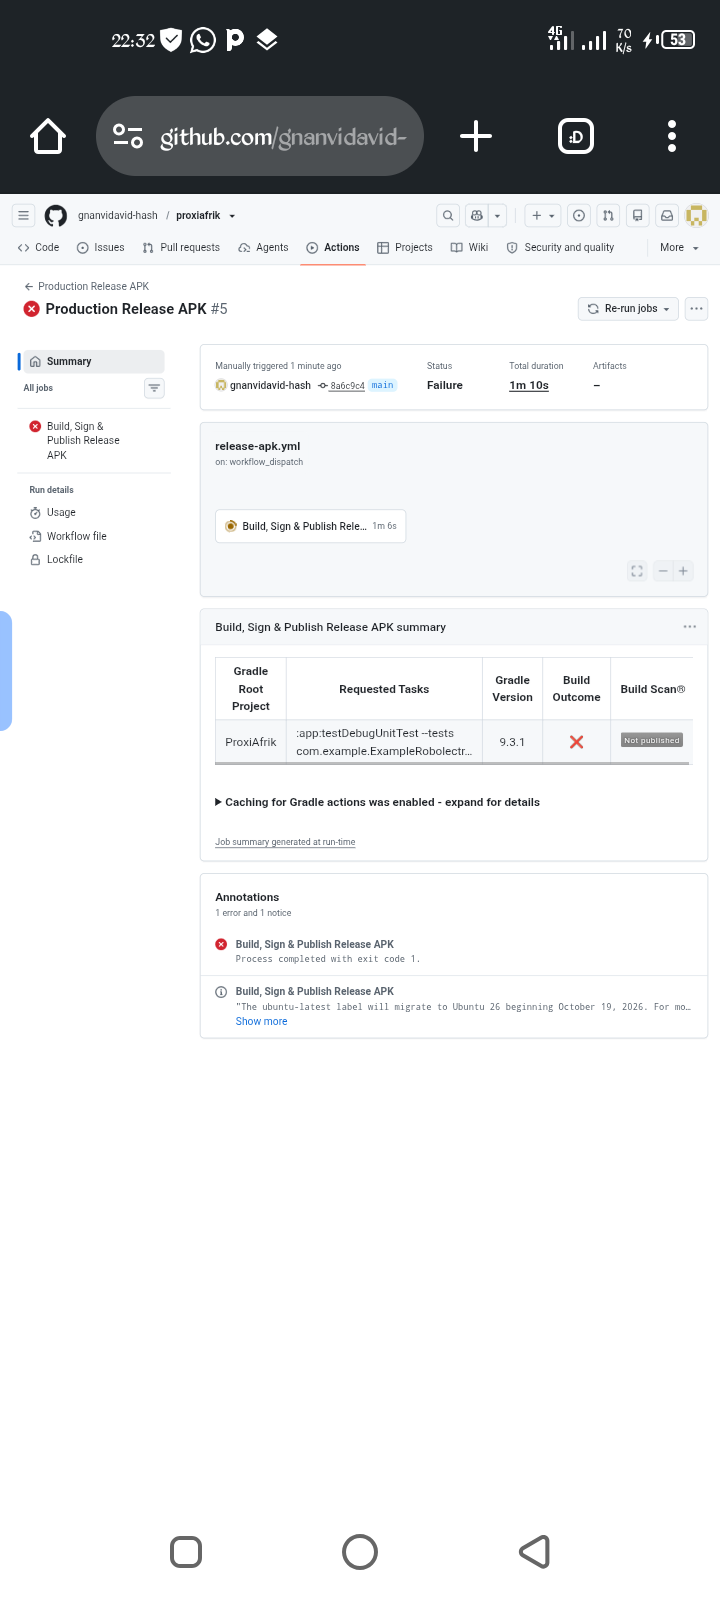 22:32
4G
70
K/s
53
github.com/gnanvidavid-
:D
gnanvidavid-hash / proxiafrik
Code
Issues
Pull requests
Agents
Actions
Projects
Wiki
Security and quality
More
Production Release APK
Production Release APK #5
Re-run jobs
Summary
All jobs
Build, Sign &
Publish Release
APK
Run details
Usage
Workflow file
Lockfile
Manually triggered 1 minute ago
gnanvidavid-hash
8a6c9c4
main
Status
Failure
Total duration
1m 10s
Artifacts
–
release-apk.yml
on: workflow_dispatch
Build, Sign & Publish Rele...
1m 6s
Build, Sign & Publish Release APK summary
Gradle
Root
Project
Requested Tasks
Gradle
Version
Build
Outcome
Build Scan®
ProxiAfrik
:app:testDebugUnitTest --tests
com.example.ExampleRobolectr...
9.3.1
Not published
Caching for Gradle actions was enabled - expand for details
Job summary generated at run-time
Annotations
1 error and 1 notice
Build, Sign & Publish Release APK
Process completed with exit code 1.
Build, Sign & Publish Release APK
"The ubuntu-latest label will migrate to Ubuntu 26 beginning October 19, 2026. For mo…
Show more